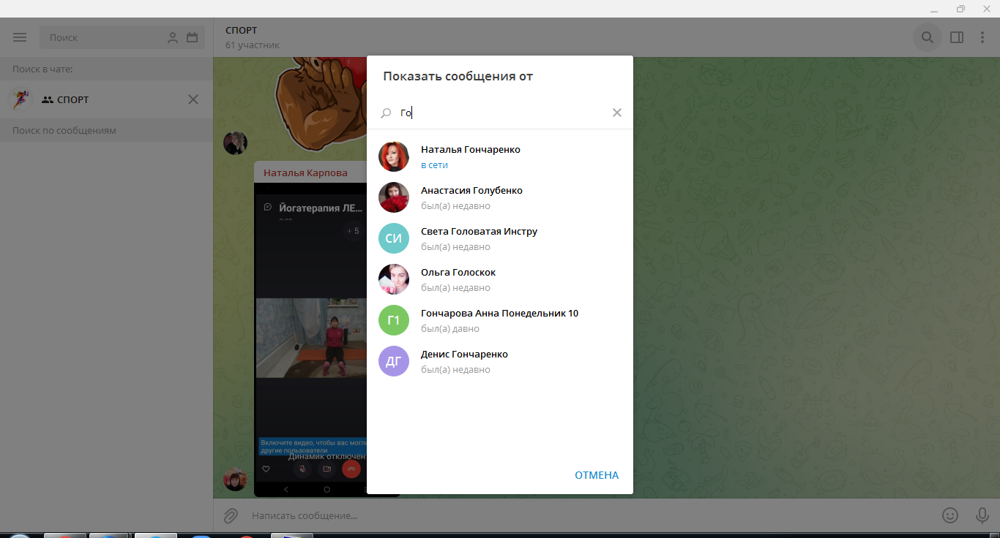 Поиск
Поиск в чате:
СПОРТ
Поиск по сообщениям
СПОРТ
61 участник
Наталья Карпова
Йогатерапия ЛЕ...
+ 5
Включите видео, чтобы вас могли
другие пользователи
Динамик отключен
Показать сообщения от
Го
Наталья Гончаренко
в сети
Анастасия Голубенко
был(а) недавно
СИ
Света Головатая Инстру
был(а) недавно
Ольга Голоскок
был(а) недавно
Г1
Гончарова Анна Понедельник 10
был(а) давно
ДГ
Денис Гончаренко
был(а) недавно
ОТМЕНА
Написать сообщение...